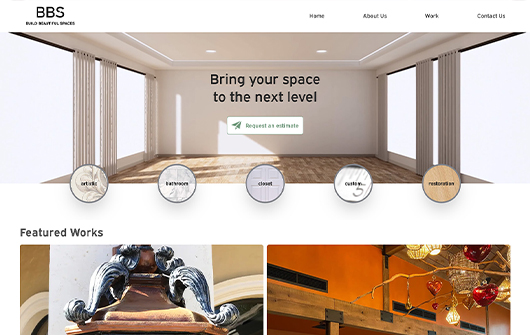 BBS
BUILD BEAUTIFUL SPACES
Home
About Us
Work
Contact Us
Bring your space
to the next level
Request an estimate
artistic
bathroom
closet
custom
restoration
Featured Works